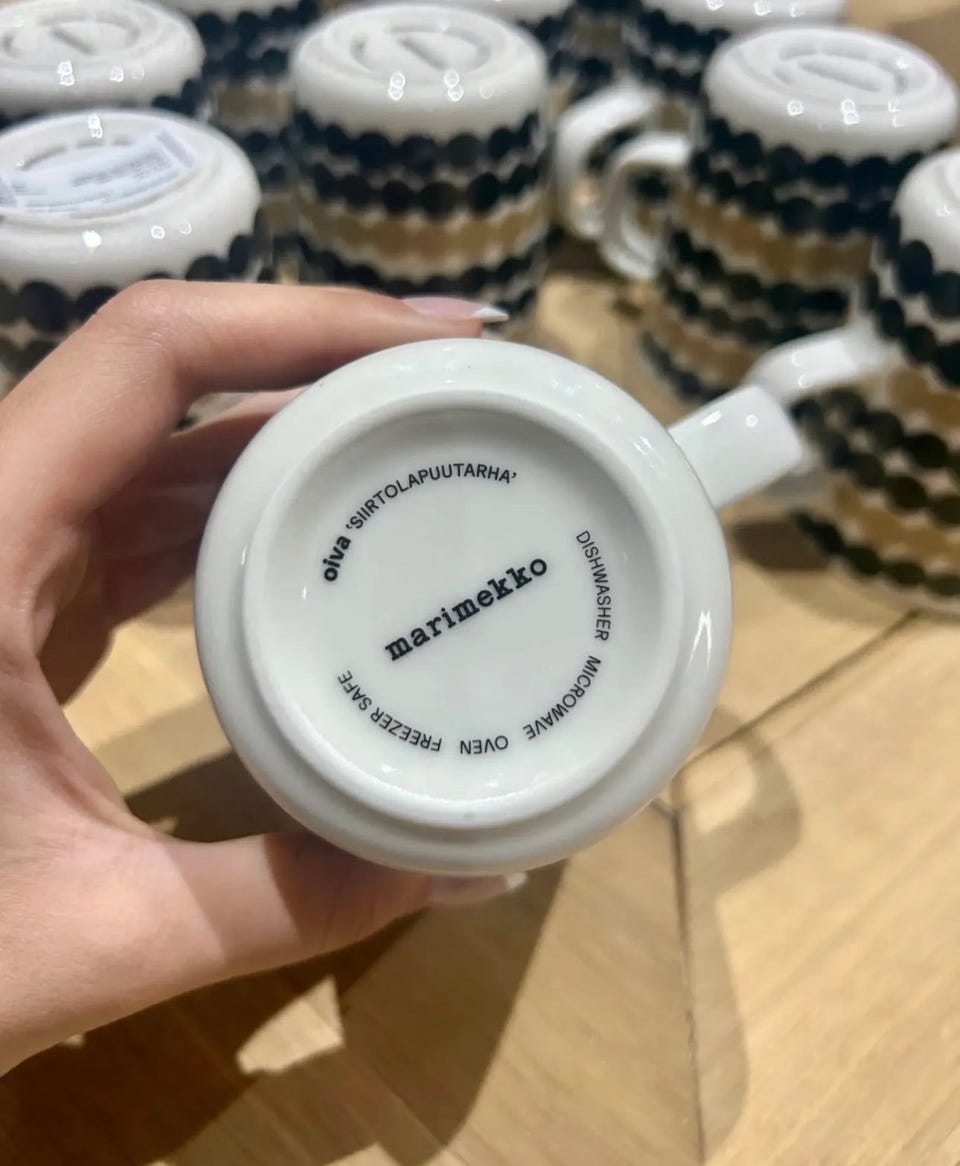 oiva ‘SIIRTOLAPUUTARHA’
marimekko
DISHWASHER MICROWAVE OVEN FREEZER SAFE